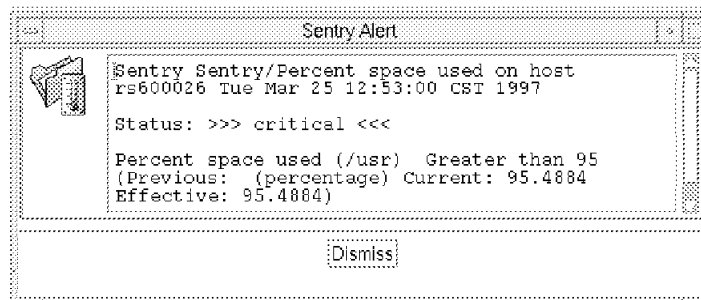 Sentry Alert
Sentry Sentry/Percent space used on host
rs600026 Tue Mar 25 12:53:00 CST 1997
Status: >>> critical <<<
Percent space used (/usr)  Greater than 95
(Previous:  (percentage) Current: 95.4884
Effective: 95.4884)
Dismiss